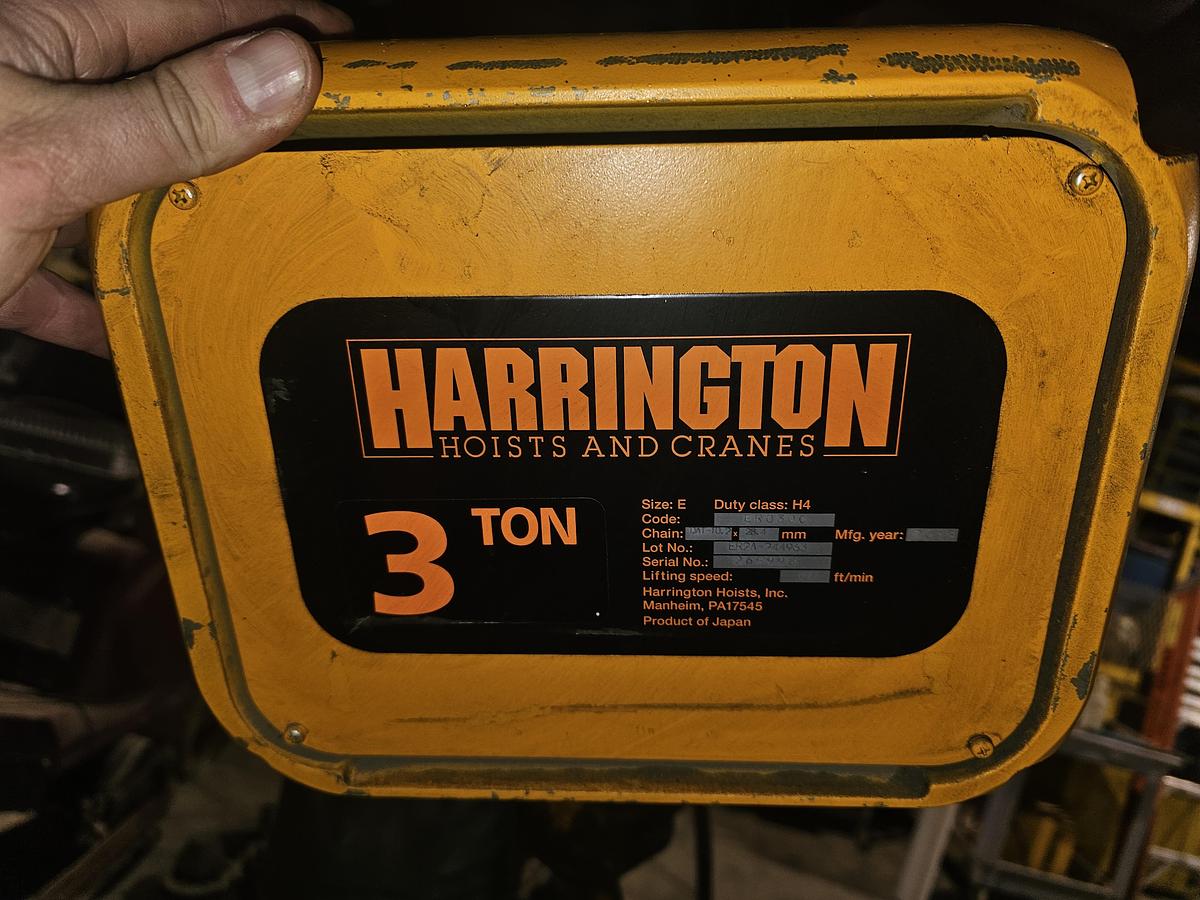 HARRINGTON
HOISTS AND CRANES
3 TON
Size: E Duty class: H4
Code:
Chain: x mm Mfg. year:
Lot No.:
Serial No.:
Lifting speed: ft/min
Harrington Hoists, Inc.
Manheim, PA17545
Product of Japan